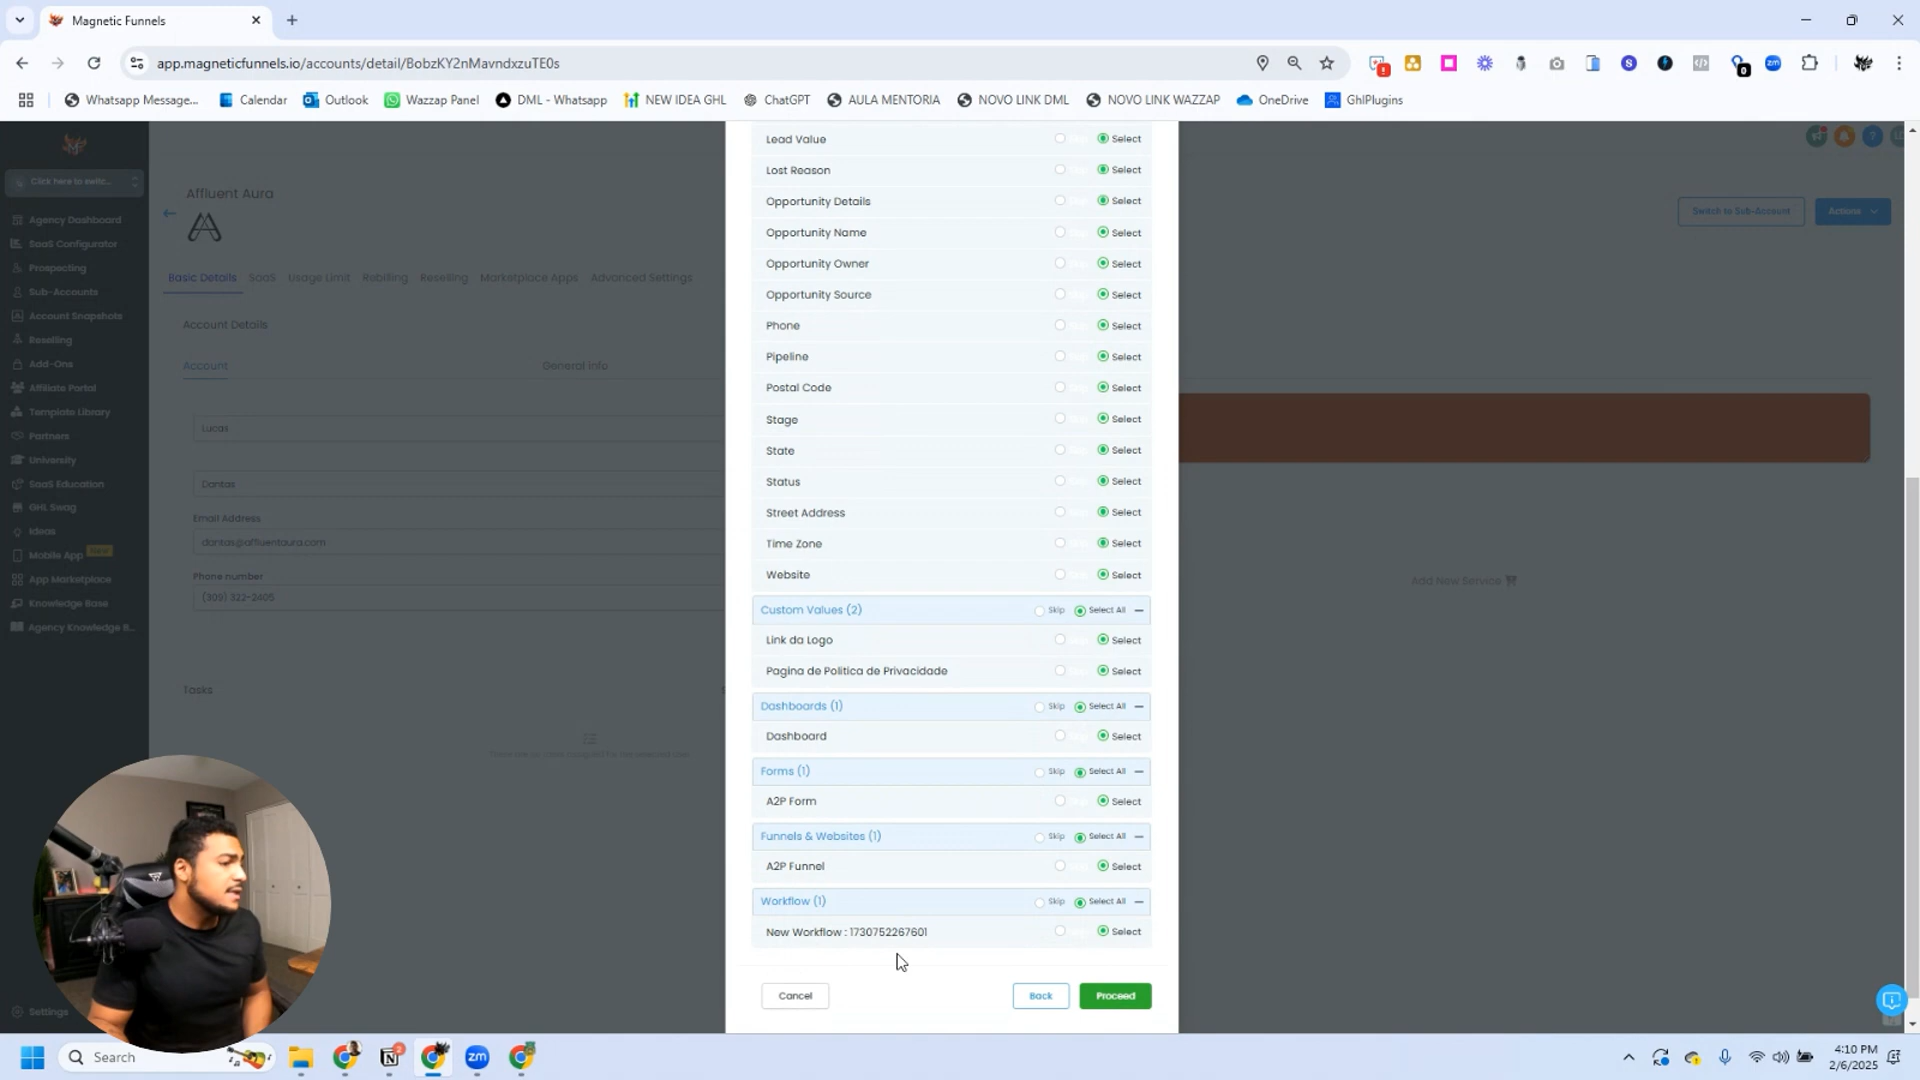 Magnetic Funnels
app.magneticfunnels.io/accounts/detail/BobzKY2nMavndxzuTE0s
Whatsapp Message...
Calendar
Outlook
Wazzap Panel
DML - Whatsapp
NEW IDEA GHL
ChatGPT
AULA MENTORIA
NOVO LINK DML
NOVO LINK WAZZAP
OneDrive
GhlPlugins
Click here to switc...
Agency Dashboard
SaaS Configurator
Prospecting
Sub-Accounts
Account Snapshots
Reselling
Add-Ons
Affiliate Portal
Template Library
Partners
University
SaaS Education
GHL Swag
Ideas
Mobile App NEW
App Marketplace
Knowledge Base
Agency Knowledge B...
Settings
Affluent Aura
Switch to Sub-Account
Actions
Basic Details
SaaS
Usage Limit
Rebilling
Reselling
Marketplace Apps
Advanced Settings
Account Details
Account
General Info
Lucas
Dantas
Email Address
dantas@affluentaura.com
Phone number
(309) 322-2405
Tasks
Add New Service
Lead Value Select
Lost Reason Select
Opportunity Details Select
Opportunity Name Select
Opportunity Owner Select
Opportunity Source Select
Phone Select
Pipeline Select
Postal Code Select
Stage Select
State Select
Status Select
Street Address Select
Time Zone Select
Website Select
Custom Values (2) Skip Select All
Link da Logo Select
Pagina de Politica de Privacidade Select
Dashboards (1) Skip Select All
Dashboard Select
Forms (1) Skip Select All
A2P Form Select
Funnels & Websites (1) Skip Select All
A2P Funnel Select
Workflow (1) Skip Select All
New Workflow : 1730752267601 Select
Cancel
Back
Proceed
Search
4:10 PM
2/6/2025